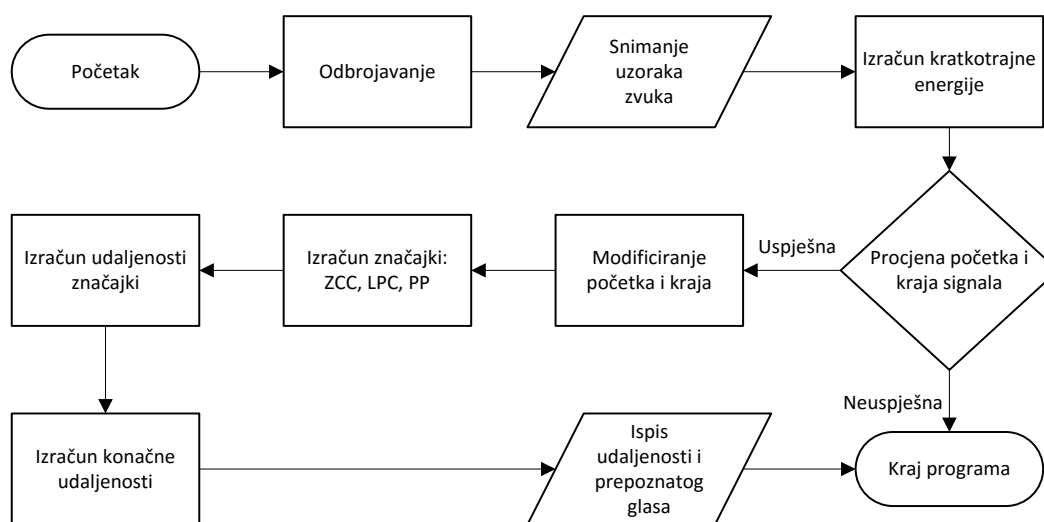 Početak
Odbrojavanje
Snimanje
uzoraka
zvuka
Izračun kratkotrajne
energije
Procjena početka i
kraja signala
Uspješna
Modificiranje
početka i kraja
Izračun značajki:
ZCC, LPC, PP
Izračun udaljenosti
značajki
Neuspješna
Izračun konačne
udaljenosti
Ispis
udaljenosti i
prepoznatog
glasa
Kraj programa